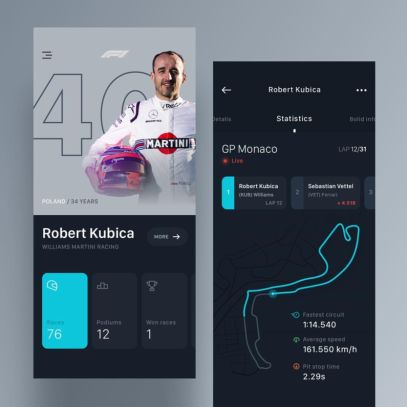 40
F1
MARTINI
POLAND / 34 YEARS
Robert Kubica
WILLIAMS MARTINI RACING
MORE →
Races
Podiums
Win races
76
12
1
← Robert Kubica •••
Details
Statistics
Build info
GP Monaco
LAP 12/31
Live
1
Robert Kubica
(KUB) Williams
LAP 12
2
Sebastian Vettel
(VET) Ferrari
+ 4.518
3
Fastest circuit
1:14.540
Average speed
161.550 km/h
Pit stop time
2.29s